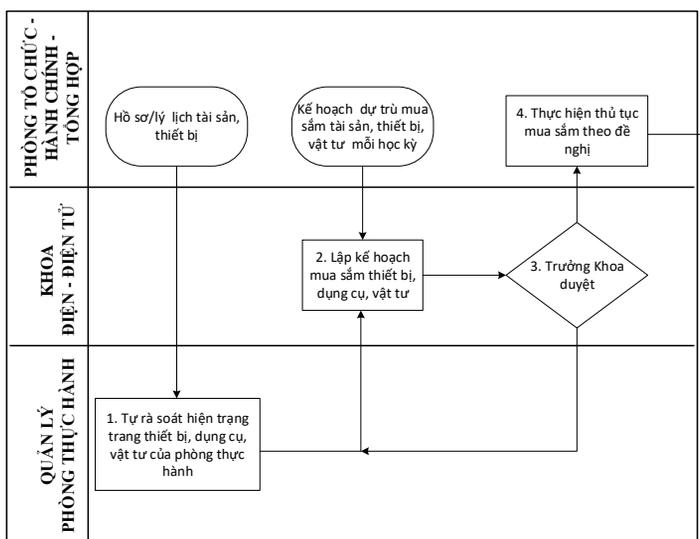 PHÒNG TỔ CHỨC -
HÀNH CHÍNH -
TỔNG HỢP
Hồ sơ/lý lịch tài sản,
thiết bị
Kế hoạch dự trù mua
sắm tài sản, thiết bị,
vật tư mỗi học kỳ
4. Thực hiện thủ tục
mua sắm theo đề
nghị
KHOA
ĐIỆN - ĐIỆN TỬ
2. Lập kế hoạch
mua sắm thiết bị,
dụng cụ, vật tư
3. Trưởng Khoa
duyệt
QUẢN LÝ
PHÒNG THỰC HÀNH
1. Tự rà soát hiện trạng
trang thiết bị, dụng cụ,
vật tư của phòng thực
hành